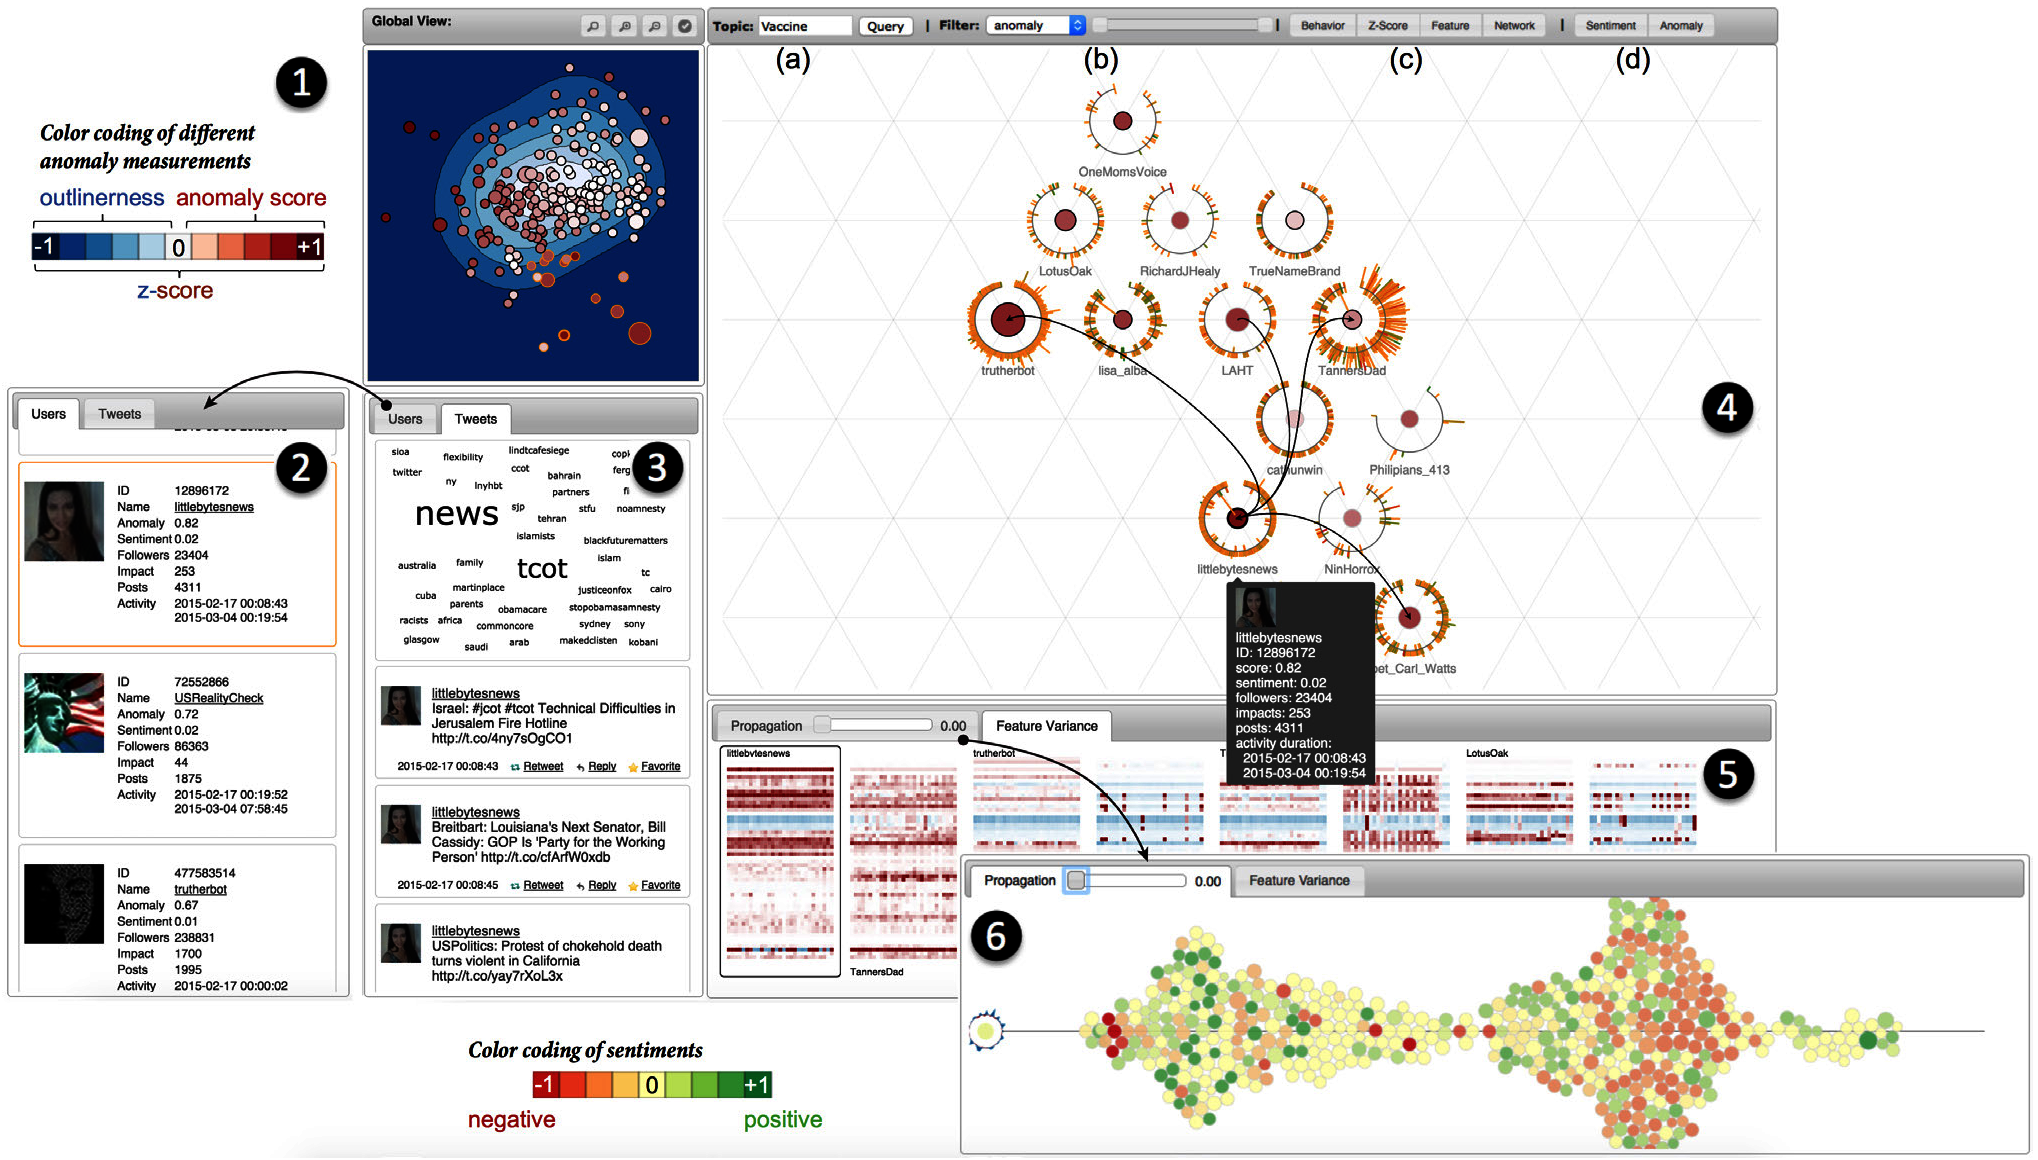 Global View:
Topic: Vaccine Query | Filter: anomaly | Behavior Z-Score Feature Network | Sentiment Anomaly
(a) (b) (c) (d)
1
Color coding of different
anomaly measurements
outlinerness anomaly score
-1 0 +1
z-score
OneMomsVoice
LotusOak RichardJHealy TrueNameBrand
trutherbot lisa_alba LAHT TannersDad
cathunwin Philipians_413
littlebytesnews NinHorrox
4
littlebytesnews
ID: 12896172
score: 0.82
sentiment: 0.02
followers: 23404
impacts: 253
posts: 4311
activity duration:
2015-02-17 00:08:43
2015-03-04 00:19:54
et_Carl_Watts
Users Tweets
2
ID 12896172
Name littlebytesnews
Anomaly 0.82
Sentiment 0.02
Followers 23404
Impact 253
Posts 4311
Activity 2015-02-17 00:08:43
2015-03-04 00:19:54
ID 72552866
Name USRealityCheck
Anomaly 0.72
Sentiment 0.02
Followers 86363
Impact 44
Posts 1875
Activity 2015-02-17 00:19:52
2015-03-04 07:58:45
ID 477583514
Name trutherbot
Anomaly 0.67
Sentiment 0.01
Followers 238831
Impact 1700
Posts 1995
Activity 2015-02-17 00:00:02
Users Tweets
3
sioa flexibility lindtcafesiege copl
twitter ccot bahrain ferg
ny lnyhbt partners fi
news sjp tehran stfu noamnesty
islamists blackfuturematters
australia family tcot islam tc
martinplace justiceonfox cairo
cuba parents obamacare stopobamasamnesty
racists africa commoncore sydney sony
glasgow saudi arab makedclisten kobani
littlebytesnews
Israel: #jcot #tcot Technical Difficulties in
Jerusalem Fire Hotline
http://t.co/4ny7sOgCO1
2015-02-17 00:08:43 Retweet Reply Favorite
littlebytesnews
Breitbart: Louisiana's Next Senator, Bill
Cassidy: GOP Is 'Party for the Working
Person' http://t.co/cfArfW0xdb
2015-02-17 00:08:45 Retweet Reply Favorite
littlebytesnews
USPolitics: Protest of chokehold death
turns violent in California
http://t.co/yay7rXoL3x
Propagation 0.00 Feature Variance
littlebytesnews trutherbot T LotusOak
TannersDad
5
Propagation 0.00 Feature Variance
6
Color coding of sentiments
-1 0 +1
negative positive